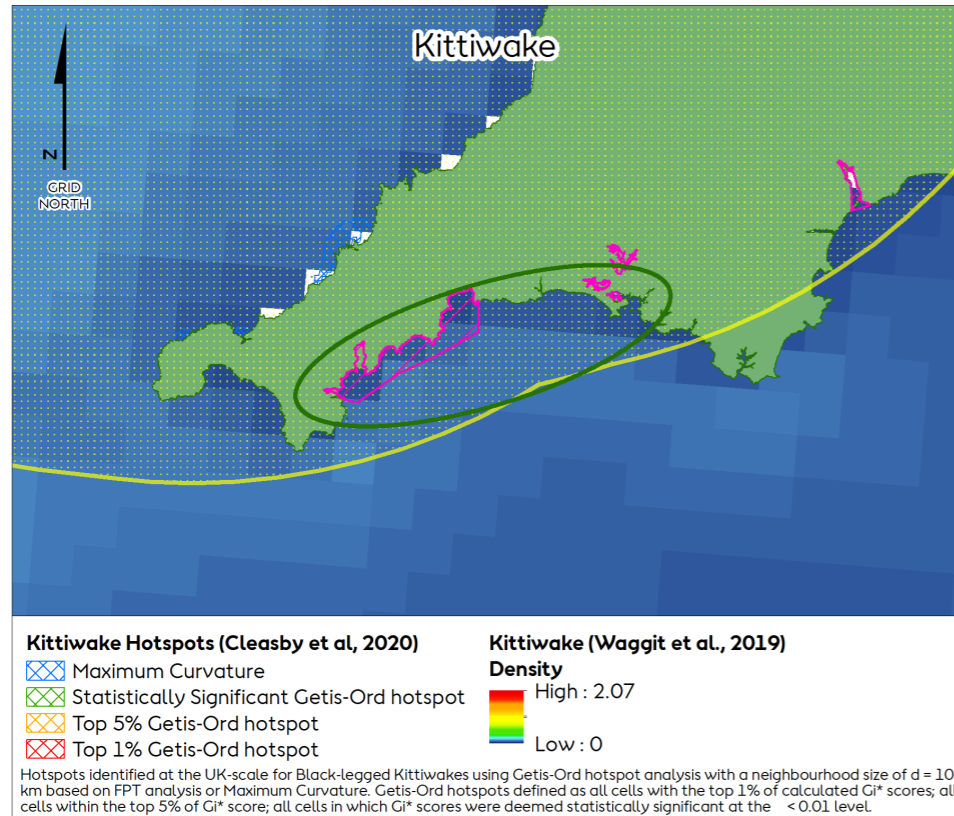 Kittiwake
N
GRID
NORTH
Kittiwake Hotspots (Cleasby et al, 2020)
Maximum Curvature
Statistically Significant Getis-Ord hotspot
Top 5% Getis-Ord hotspot
Top 1% Getis-Ord hotspot
Kittiwake (Waggit et al., 2019)
Density
High : 2.07
Low : 0
Hotspots identified at the UK-scale for Black-legged Kittiwakes using Getis-Ord hotspot analysis with a neighbourhood size of d = 10
km based on FPT analysis or Maximum Curvature. Getis-Ord hotspots defined as all cells with the top 1% of calculated Gi* scores; al
cells within the top 5% of Gi* score; all cells in which Gi* scores were deemed statistically significant at the < 0.01 level.